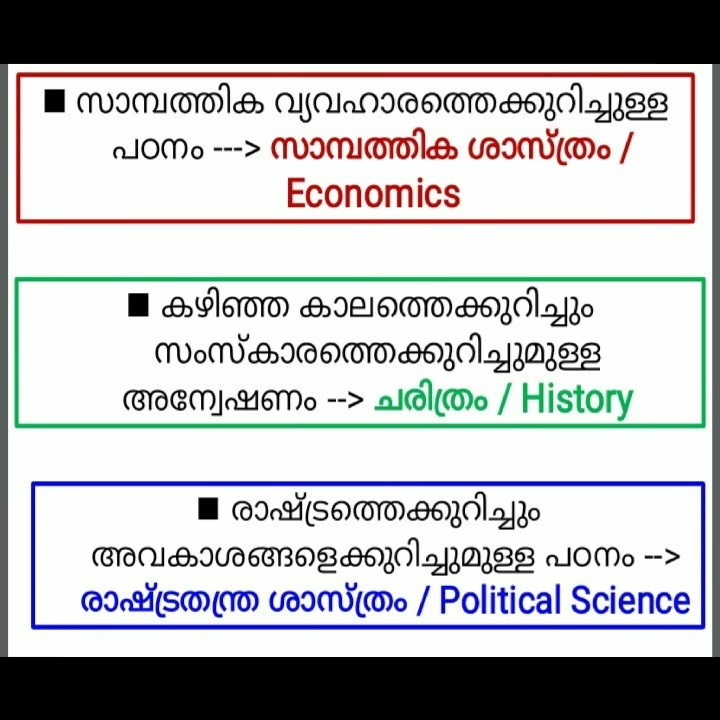 ■ സാമ്പത്തിക വ്യവഹാരത്തെക്കുറിച്ചുള്ള
പഠനം ---> സാമ്പത്തിക ശാസ്ത്രം /
Economics
■ കഴിഞ്ഞ കാലത്തെക്കുറിച്ചും
സംസ്കാരത്തെക്കുറിച്ചുമുള്ള
അന്വേഷണം --> ചരിത്രം / History
■ രാഷ്ട്രത്തെക്കുറിച്ചും
അവകാശങ്ങളെക്കുറിച്ചുമുള്ള പഠനം -->
രാഷ്ട്രതന്ത്ര ശാസ്ത്രം / Political Science